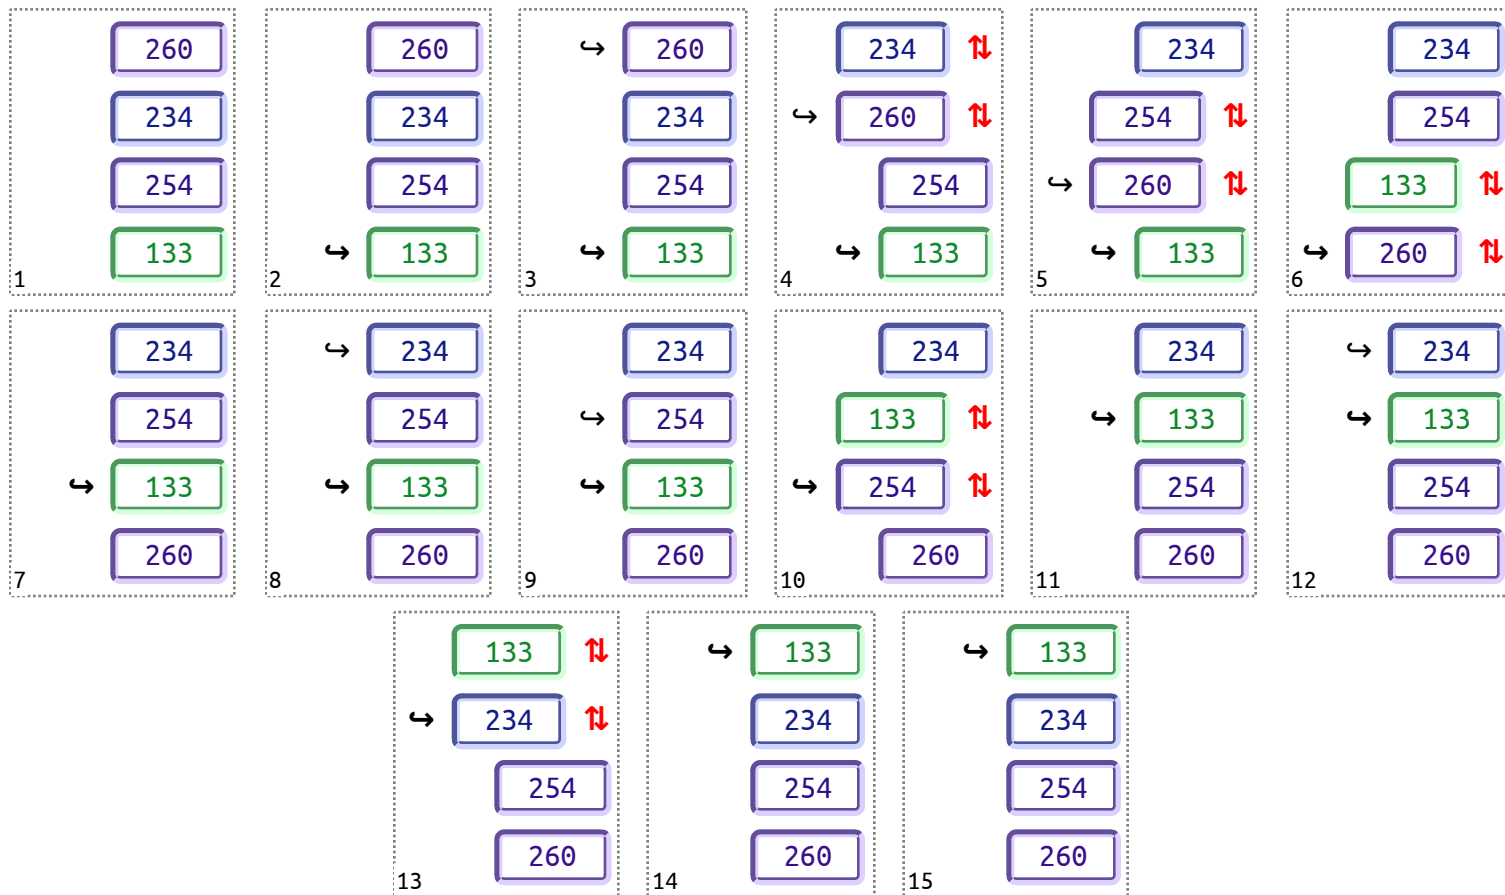 260 260 ↪ 260 234 ⇅ 234 234
234 234 234 ↪ 260 ⇅ 254 ⇅ 254
254 254 254 254 ↪ 260 ⇅ 133 ⇅
133 ↪ 133 ↪ 133 ↪ 133 ↪ 133 ↪ 260 ⇅
1 2 3 4 5 6
234 ↪ 234 234 234 234 ↪ 234
254 254 ↪ 254 133 ⇅ ↪ 133 ↪ 133
↪ 133 ↪ 133 ↪ 133 ↪ 254 ⇅ 254 254
260 260 260 260 260 260
7 8 9 10 11 12
133 ⇅ ↪ 133 ↪ 133
↪ 234 ⇅ 234 234
254 254 254
260 260 260
13 14 15